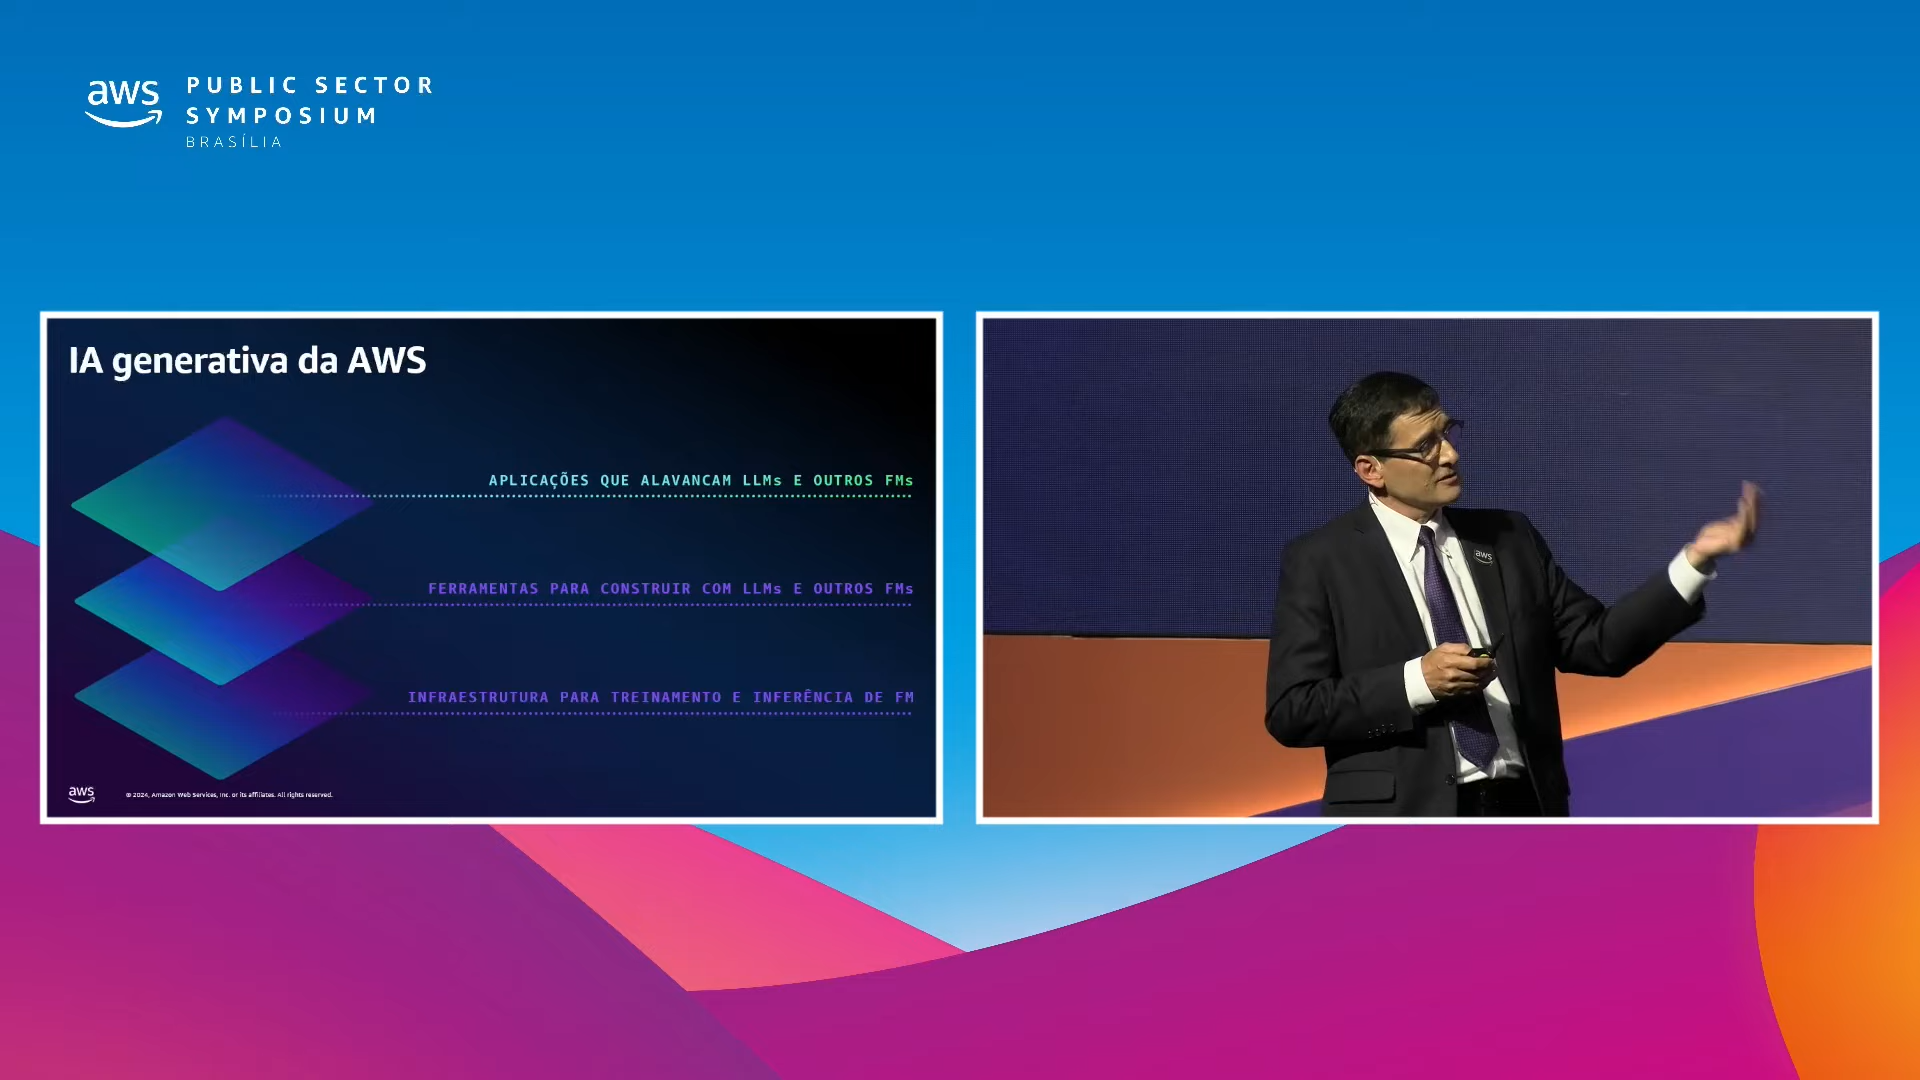 aws
PUBLIC SECTOR
SYMPOSIUM
BRASÍLIA
IA generativa da AWS
APLICAÇÕES QUE ALAVANCAM LLMs E OUTROS FMs
FERRAMENTAS PARA CONSTRUIR COM LLMs E OUTROS FMs
INFRAESTRUTURA PARA TREINAMENTO E INFERÊNCIA DE FM
aws
© 2024, Amazon Web Services, Inc. or its affiliates. All rights reserved.
aws